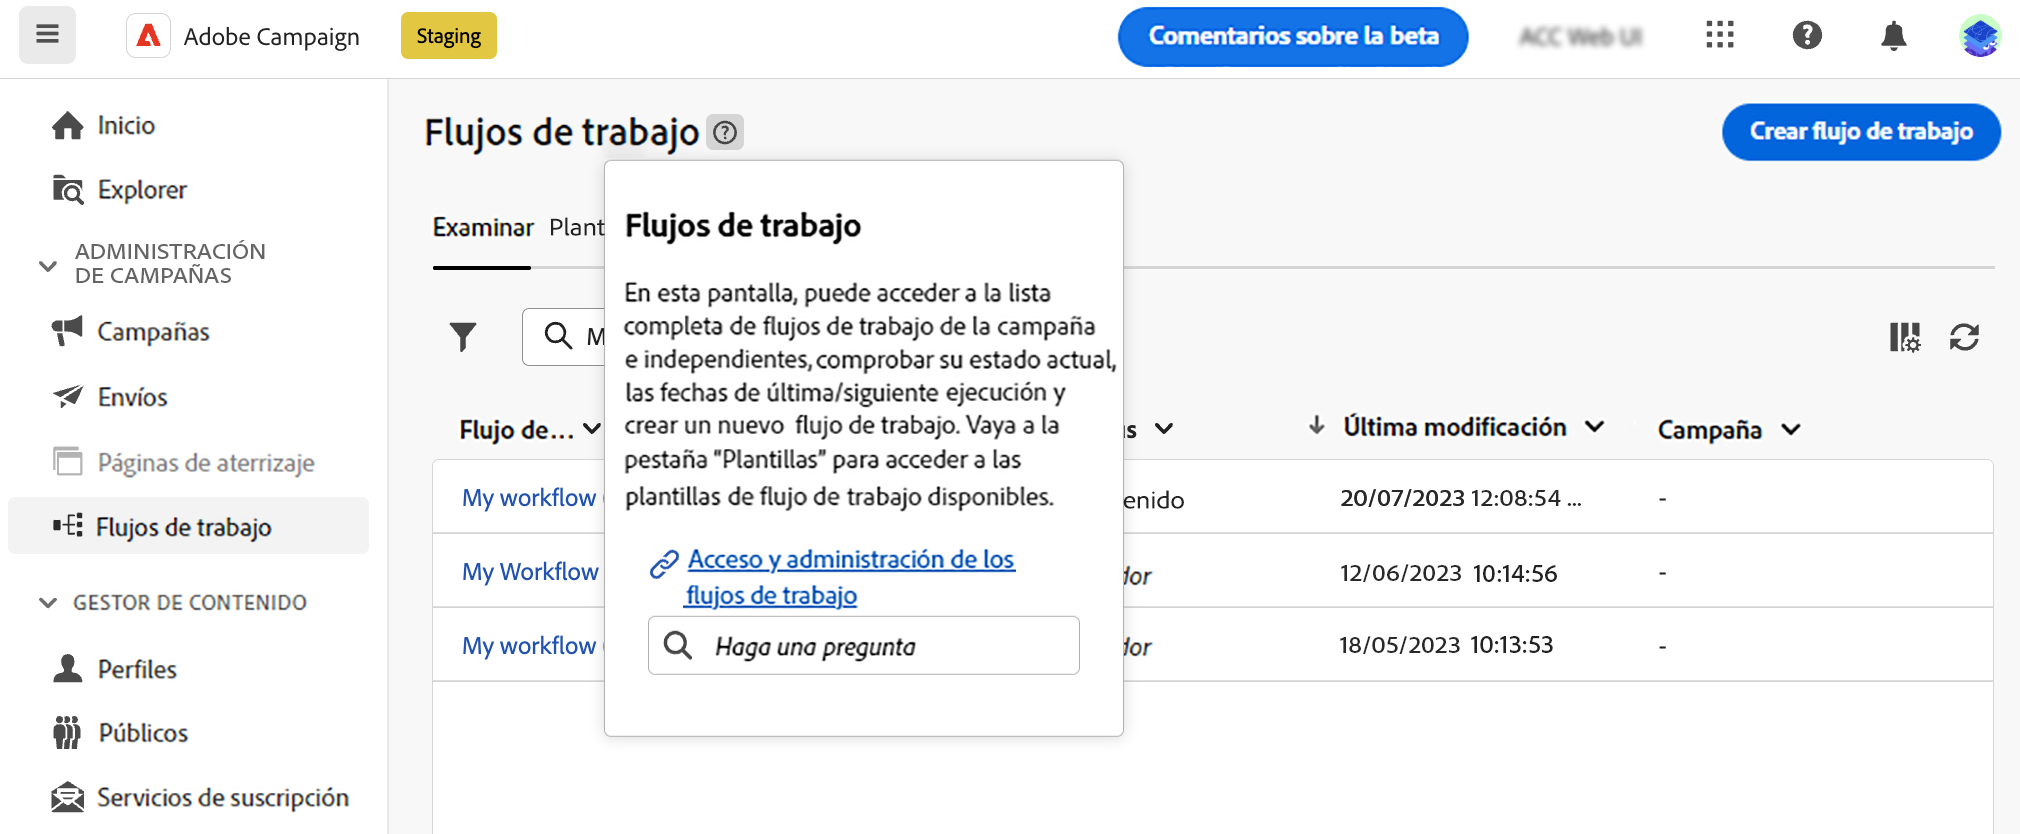 Adobe Campaign
Staging
Comentarios sobre la beta
ACC Web UI
Inicio
Explorer
ADMINISTRACIÓN
DE CAMPAÑAS
Campañas
Envíos
Páginas de aterrizaje
Flujos de trabajo
GESTOR DE CONTENIDO
Perfiles
Públicos
Servicios de suscripción
Flujos de trabajo
Crear flujo de trabajo
Examinar Plant
Flujos de trabajo
En esta pantalla, puede acceder a la lista
completa de flujos de trabajo de la campaña
e independientes, comprobar su estado actual,
las fechas de última/siguiente ejecución y
crear un nuevo flujo de trabajo. Vaya a la
pestaña “Plantillas” para acceder a las
plantillas de flujo de trabajo disponibles.
Acceso y administración de los
flujos de trabajo
Haga una pregunta
M
Flujo de... us Última modificación Campaña
My workflow ( enido 20/07/2023 12:08:54 ... -
My Workflow dor 12/06/2023 10:14:56 -
My workflow ( dor 18/05/2023 10:13:53 -